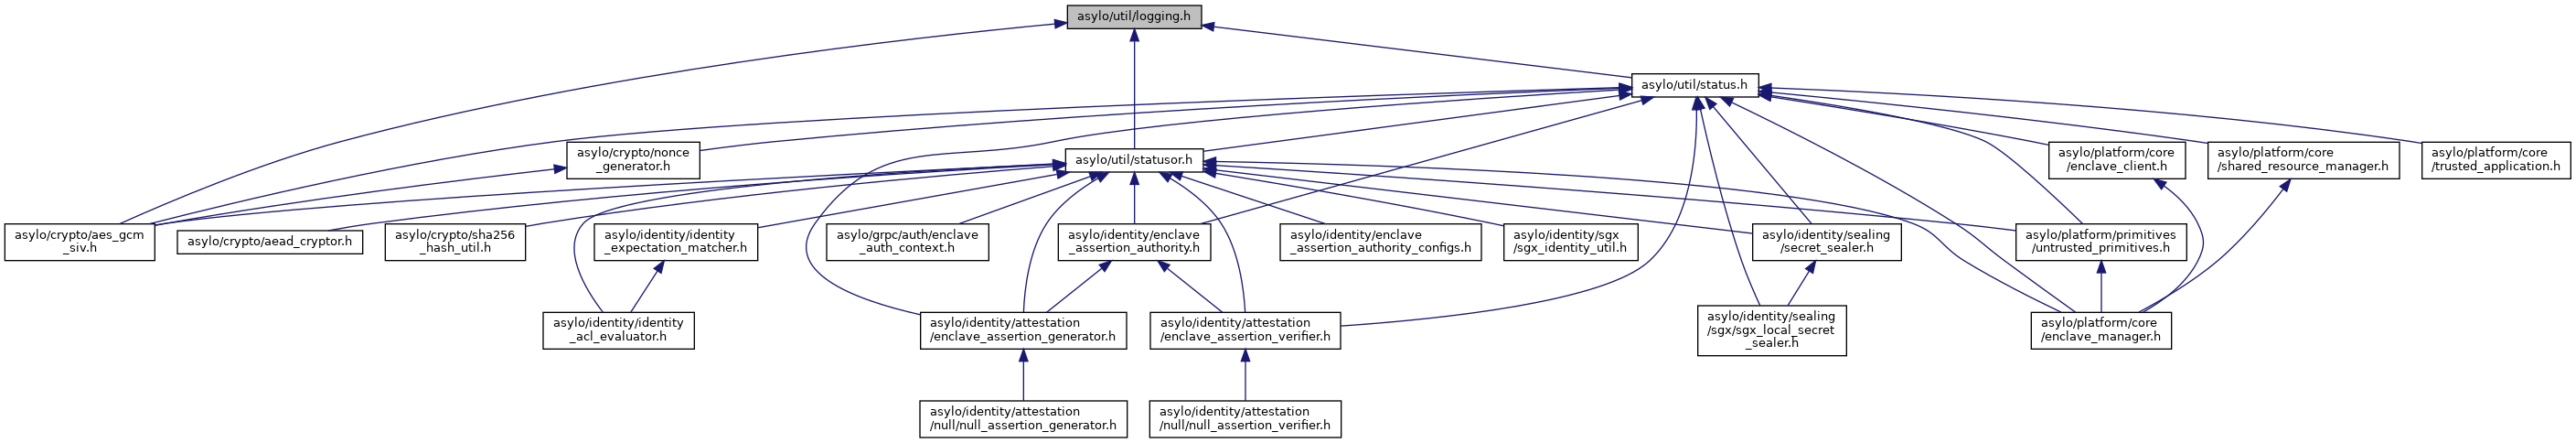 asylo/util/logging.h
asylo/util/status.h
asylo/crypto/nonce
_generator.h
asylo/util/statusor.h
asylo/platform/core
/enclave_client.h
asylo/platform/core
/shared_resource_manager.h
asylo/platform/core
/trusted_application.h
asylo/crypto/aes_gcm
_siv.h
asylo/crypto/aead_cryptor.h
asylo/crypto/sha256
_hash_util.h
asylo/identity/identity
_expectation_matcher.h
asylo/grpc/auth/enclave
_auth_context.h
asylo/identity/enclave
_assertion_authority.h
asylo/identity/enclave
_assertion_authority_configs.h
asylo/identity/sgx
/sgx_identity_util.h
asylo/identity/sealing
/secret_sealer.h
asylo/platform/primitives
/untrusted_primitives.h
asylo/identity/identity
_acl_evaluator.h
asylo/identity/attestation
/enclave_assertion_generator.h
asylo/identity/attestation
/enclave_assertion_verifier.h
asylo/identity/sealing
/sgx/sgx_local_secret
_sealer.h
asylo/platform/core
/enclave_manager.h
asylo/identity/attestation
/null/null_assertion_generator.h
asylo/identity/attestation
/null/null_assertion_verifier.h